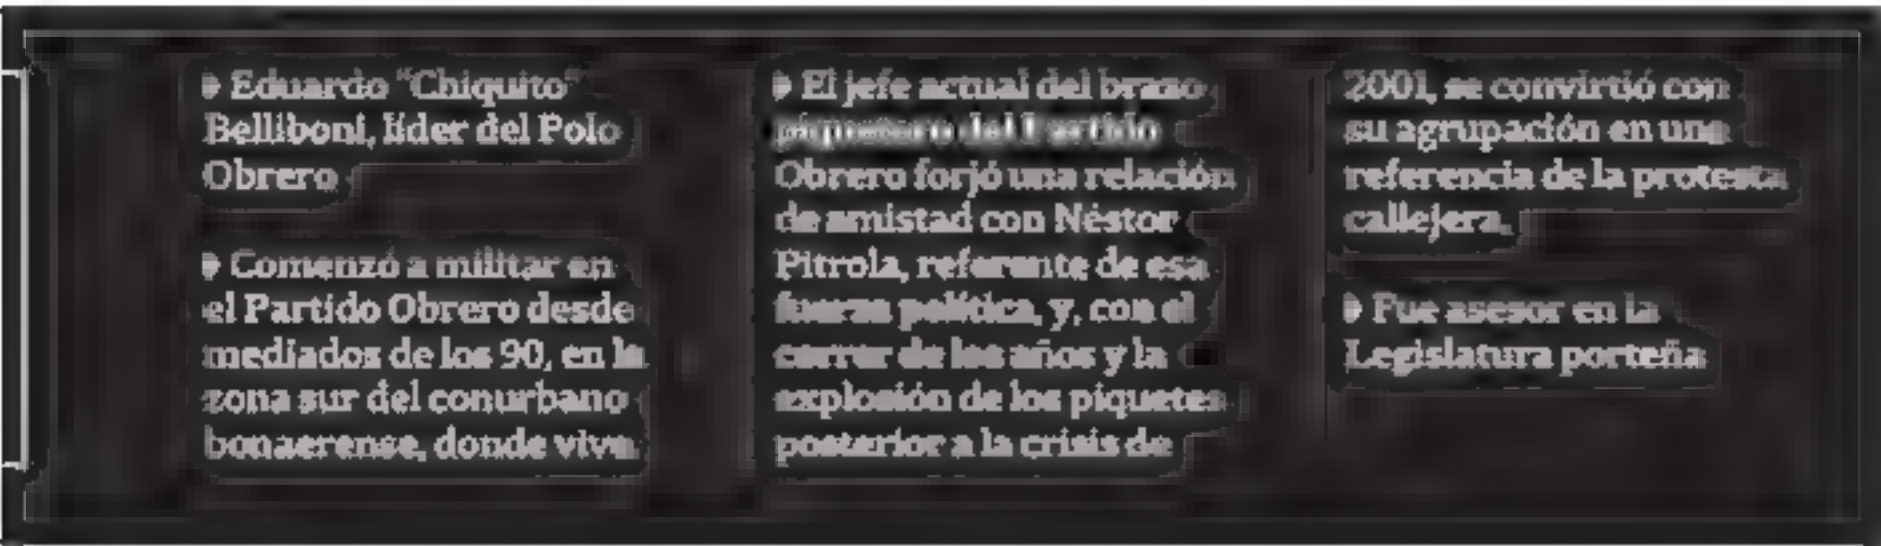 Eduardo “Chiquito”
Belliboni, líder del Polo
Obrero
Comenzó a militar en
el Partido Obrero desde
mediados de los 90, en la
zona sur del conurbano
bonaerense, donde vive.
El jefe actual del brazo
piquetero del Partido
Obrero forjó una relación
de amistad con Néstor
Pitrola, referente de esa
fuerza política, y, con el
correr de los años y la
explosión de los piquetes
posterior a la crisis de
2001, se convirtió con
su agrupación en una
referencia de la protesta
callejera.
Fue asesor en la
Legislatura porteña